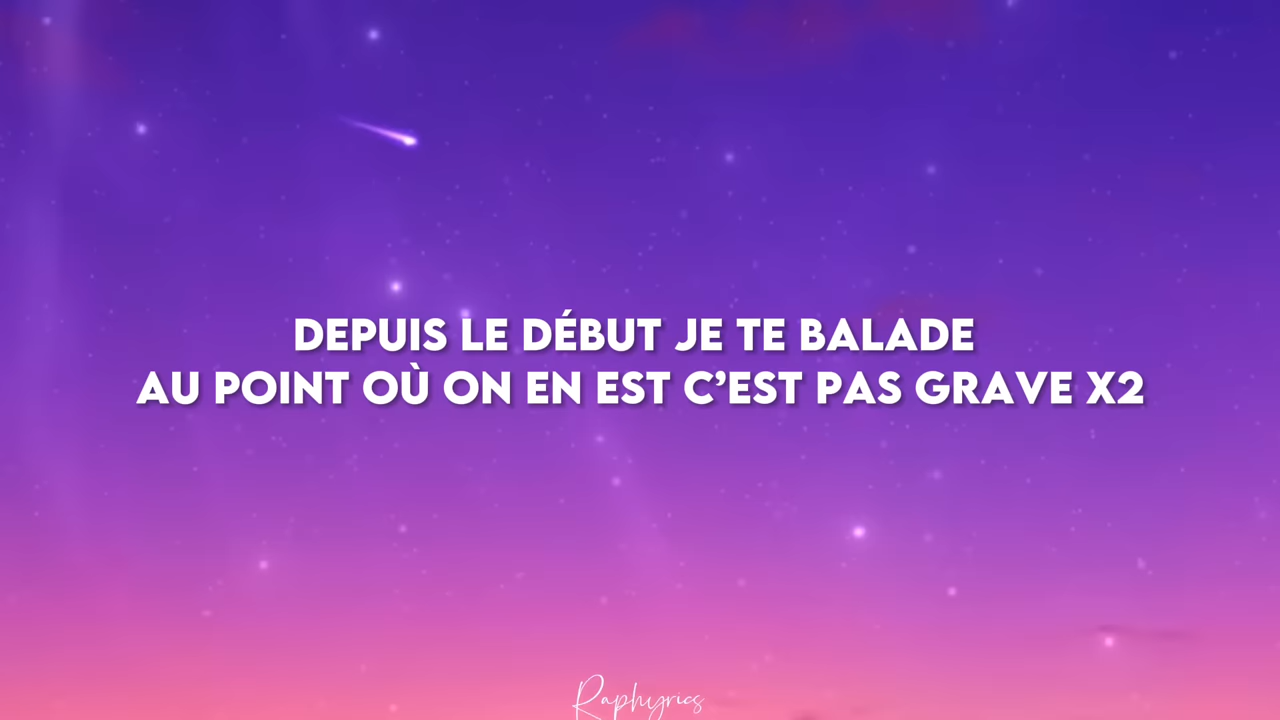 DEPUIS LE DÉBUT JE TE BALADE
AU POINT OÙ ON EN EST C’EST PAS GRAVE X2
Raphyrics